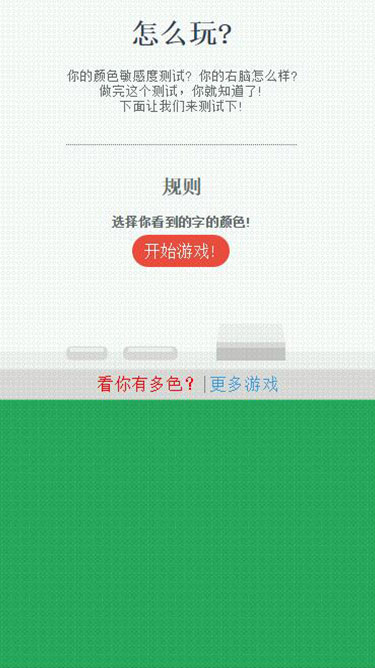 怎么玩?
你的颜色敏感度测试? 你的右脑怎么样?
做完这个测试, 你就知道了!
下面让我们来测试下!
规则
选择你看到的字的颜色!
开始游戏!
看你有多色? |更多游戏